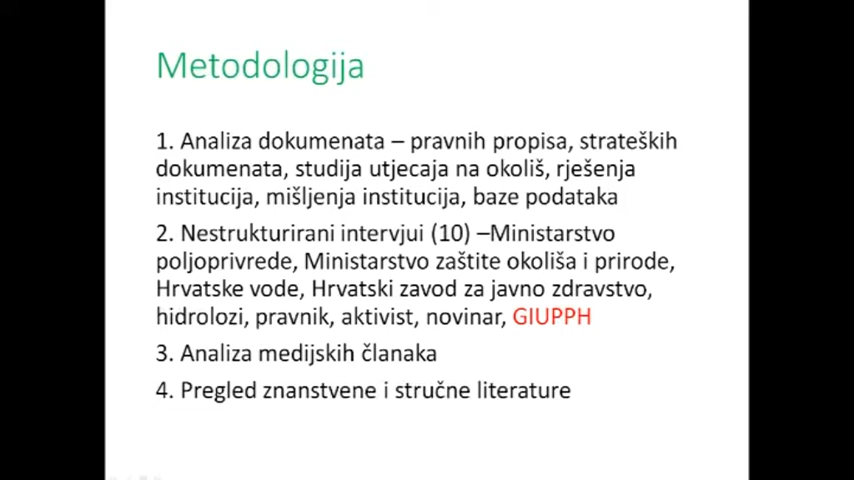 Metodologija
1. Analiza dokumenata – pravnih propisa, strateških
dokumenata, studija utjecaja na okoliš, rješenja
institucija, mišljenja institucija, baze podataka
2. Nestrukturirani intervjui (10) –Ministarstvo
poljoprivrede, Ministarstvo zaštite okoliša i prirode,
Hrvatske vode, Hrvatski zavod za javno zdravstvo,
hidrolozi, pravnik, aktivist, novinar, GIUPPH
3. Analiza medijskih članaka
4. Pregled znanstvene i stručne literature